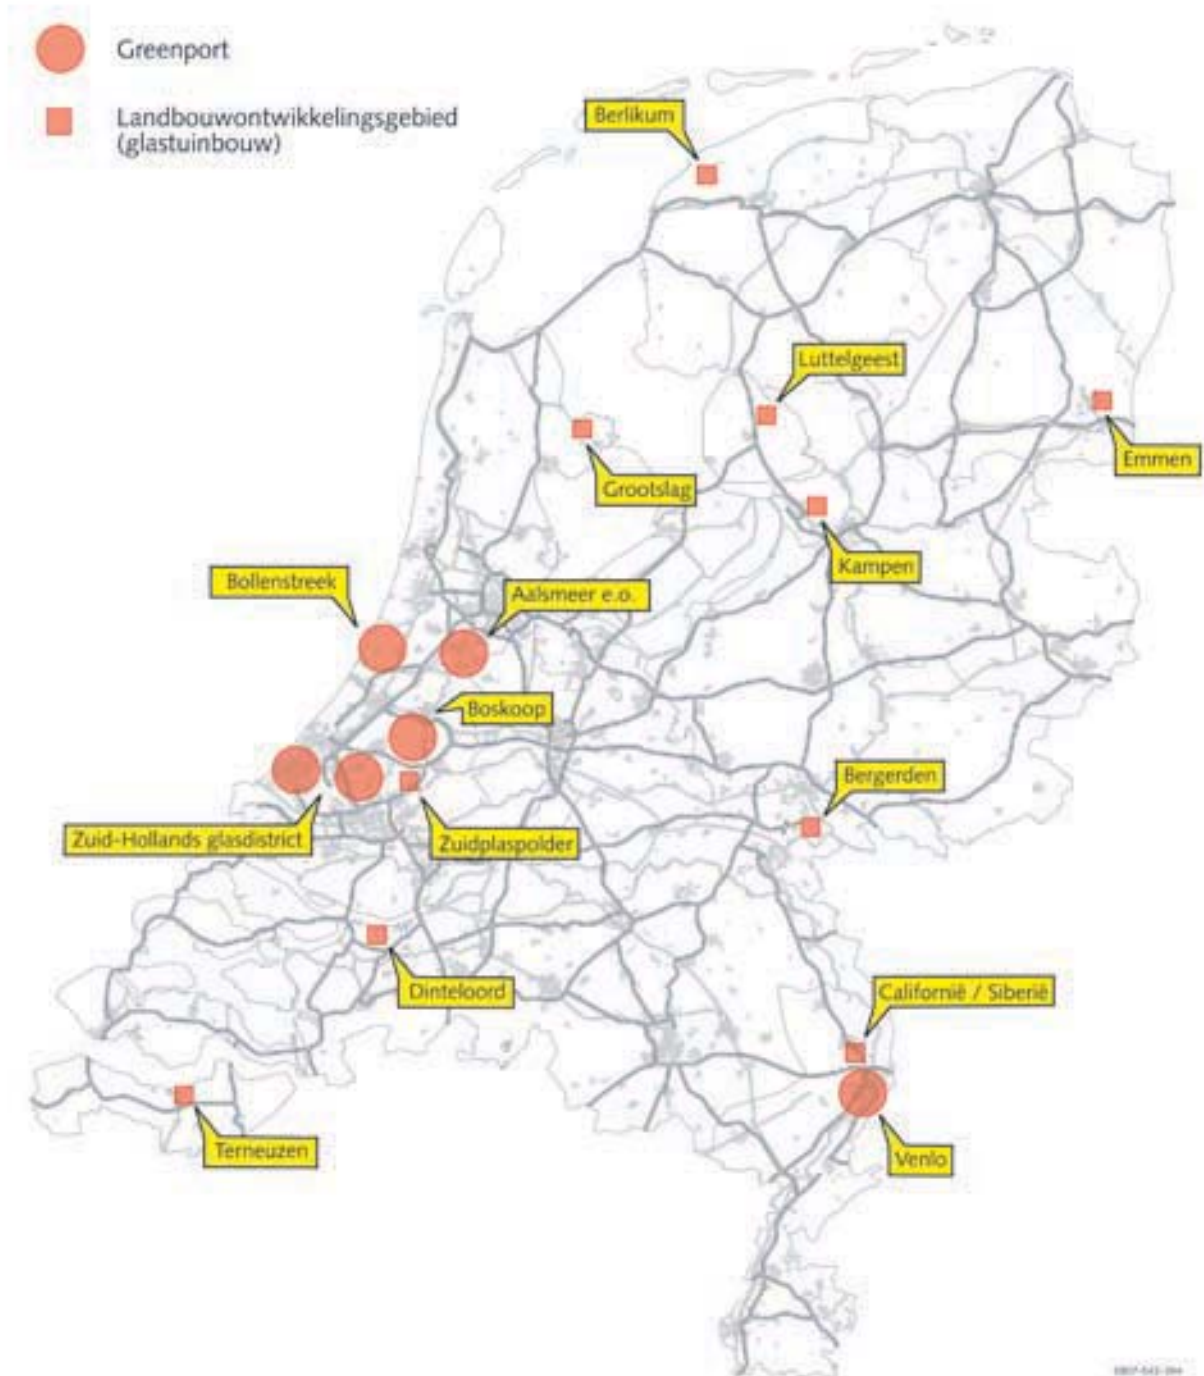 Greenport
Landbouwontwikkelingsgebied
(glastuinbouw)
Berlikum
Luttelgeest
Emmen
Grootslag
Kampen
Bollenstreek
Aalsmeer e.o.
Boskoop
Bergerden
Zuid-Hollands glasdistrict
Zuidplaspolder
Dinteloord
Californië / Siberië
Terneuzen
Venlo